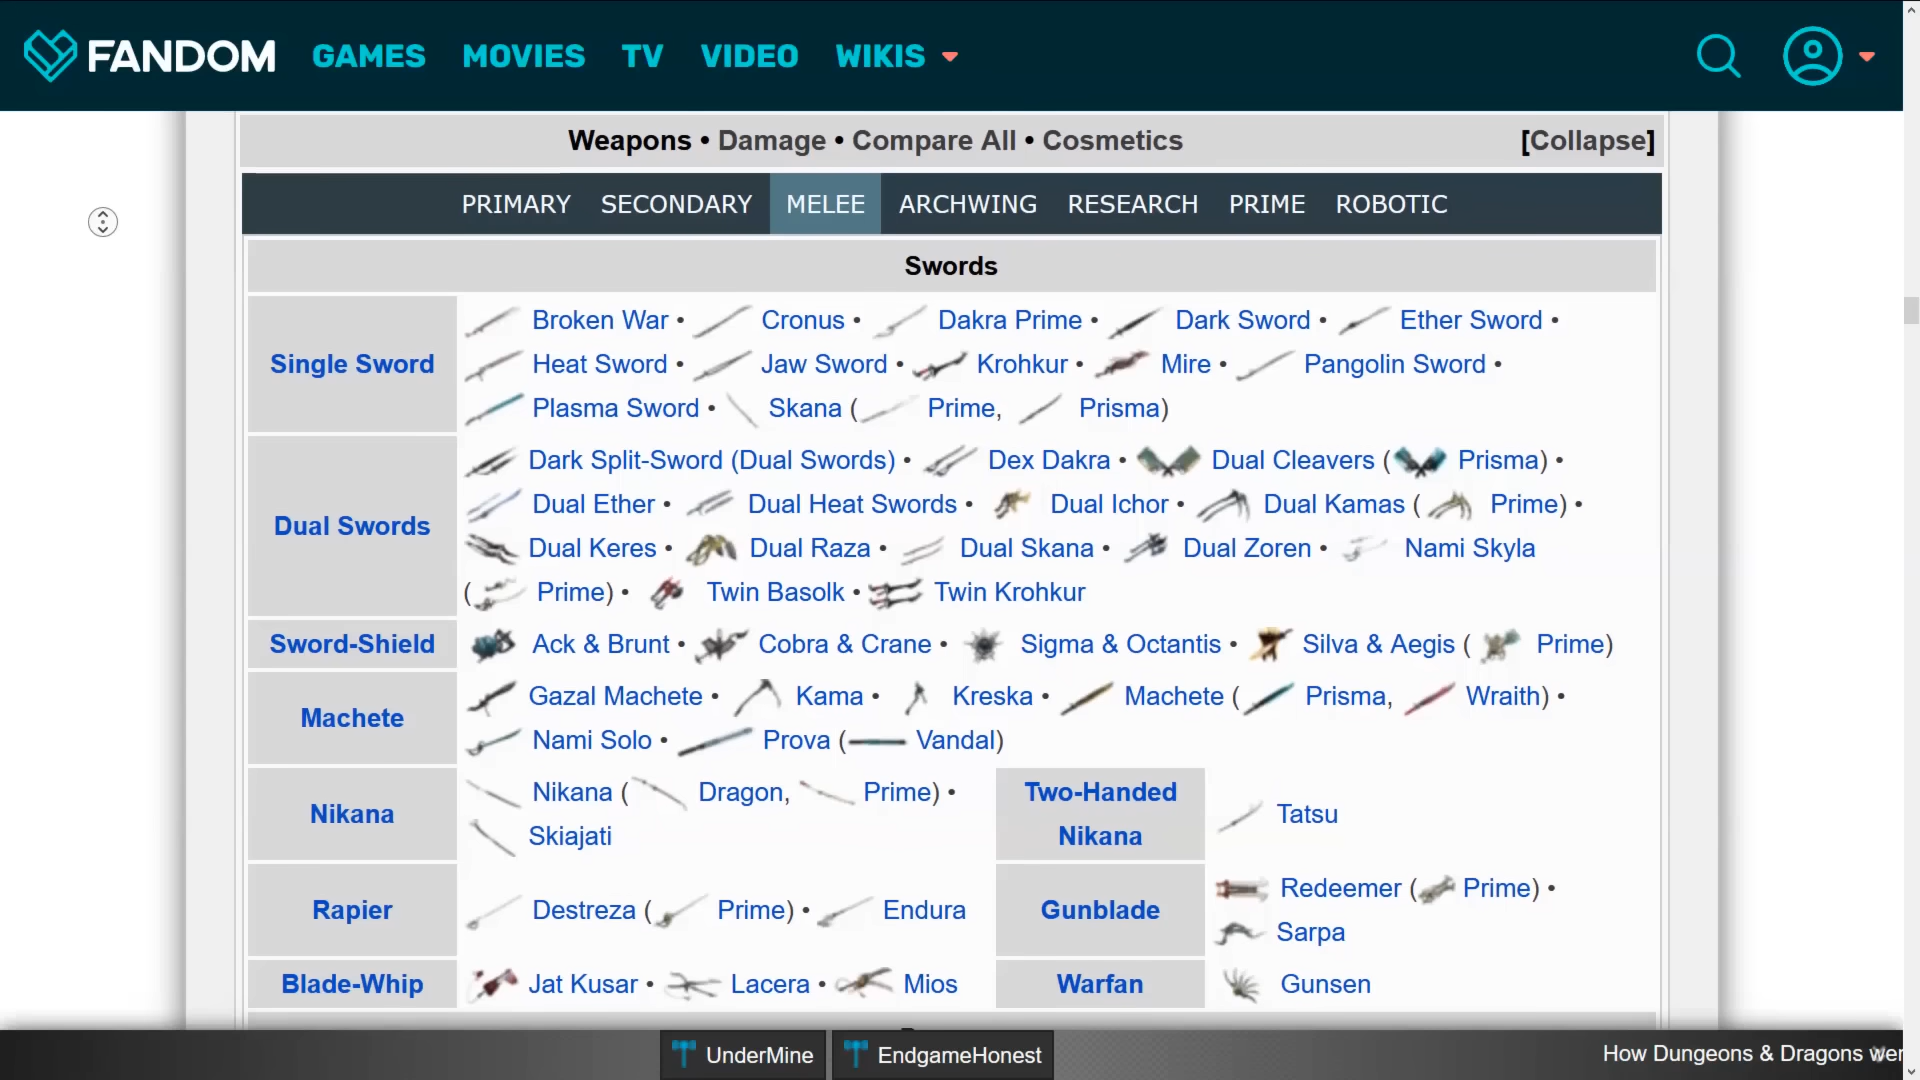 FANDOM GAMES MOVIES TV VIDEO WIKIS
Weapons • Damage • Compare All • Cosmetics [Collapse]
PRIMARY SECONDARY MELEE ARCHWING RESEARCH PRIME ROBOTIC
Swords
Single Sword
Broken War • Cronus • Dakra Prime • Dark Sword • Ether Sword •
Heat Sword • Jaw Sword • Krohkur • Mire • Pangolin Sword •
Plasma Sword • Skana ( Prime, Prisma)
Dual Swords
Dark Split-Sword (Dual Swords) • Dex Dakra • Dual Cleavers ( Prisma) •
Dual Ether • Dual Heat Swords • Dual Ichor • Dual Kamas ( Prime) •
Dual Keres • Dual Raza • Dual Skana • Dual Zoren • Nami Skyla
( Prime) • Twin Basolk • Twin Krohkur
Sword-Shield
Ack & Brunt • Cobra & Crane • Sigma & Octantis • Silva & Aegis ( Prime)
Machete
Gazal Machete • Kama • Kreska • Machete ( Prisma, Wraith) •
Nami Solo • Prova ( Vandal)
Nikana
Nikana ( Dragon, Prime) •
Skiajati
Two-Handed
Nikana
Tatsu
Rapier
Destreza ( Prime) • Endura
Gunblade
Redeemer ( Prime) •
Sarpa
Blade-Whip
Jat Kusar • Lacera • Mios
Warfan
Gunsen
UnderMine EndgameHonest How Dungeons & Dragons